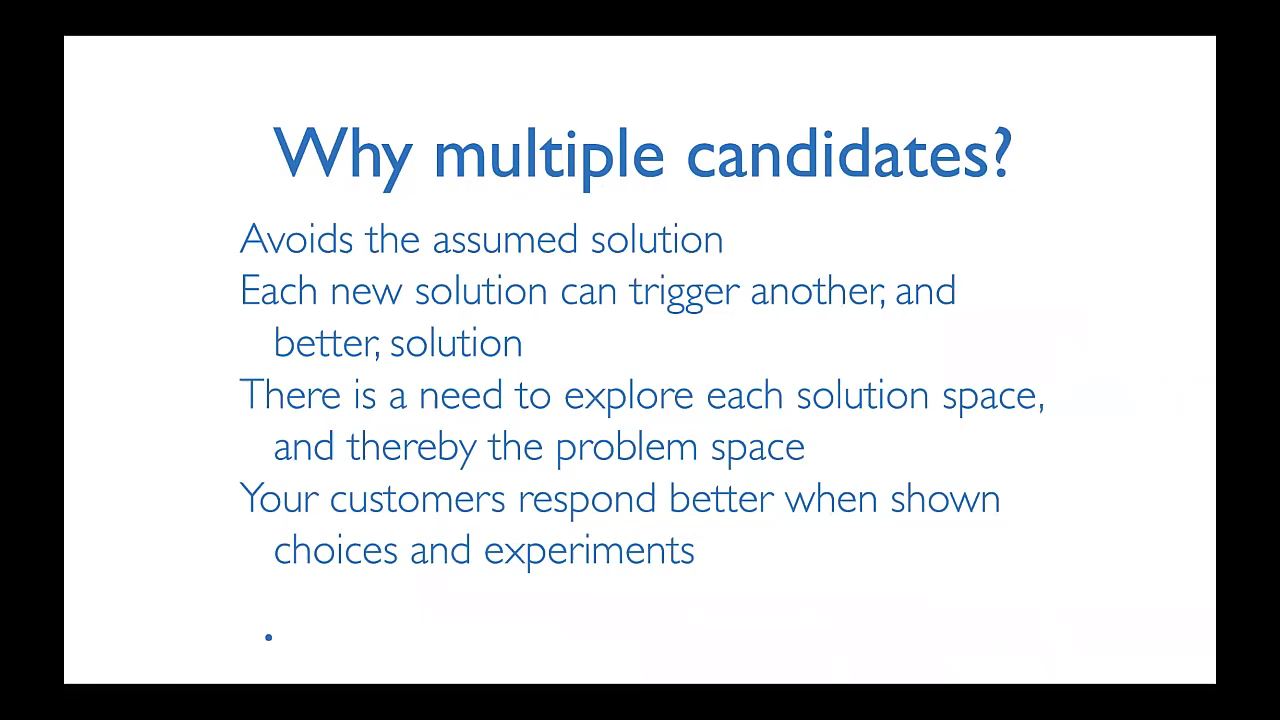 Why multiple candidates?
Avoids the assumed solution
Each new solution can trigger another, and
better, solution
There is a need to explore each solution space,
and thereby the problem space
Your customers respond better when shown
choices and experiments
•